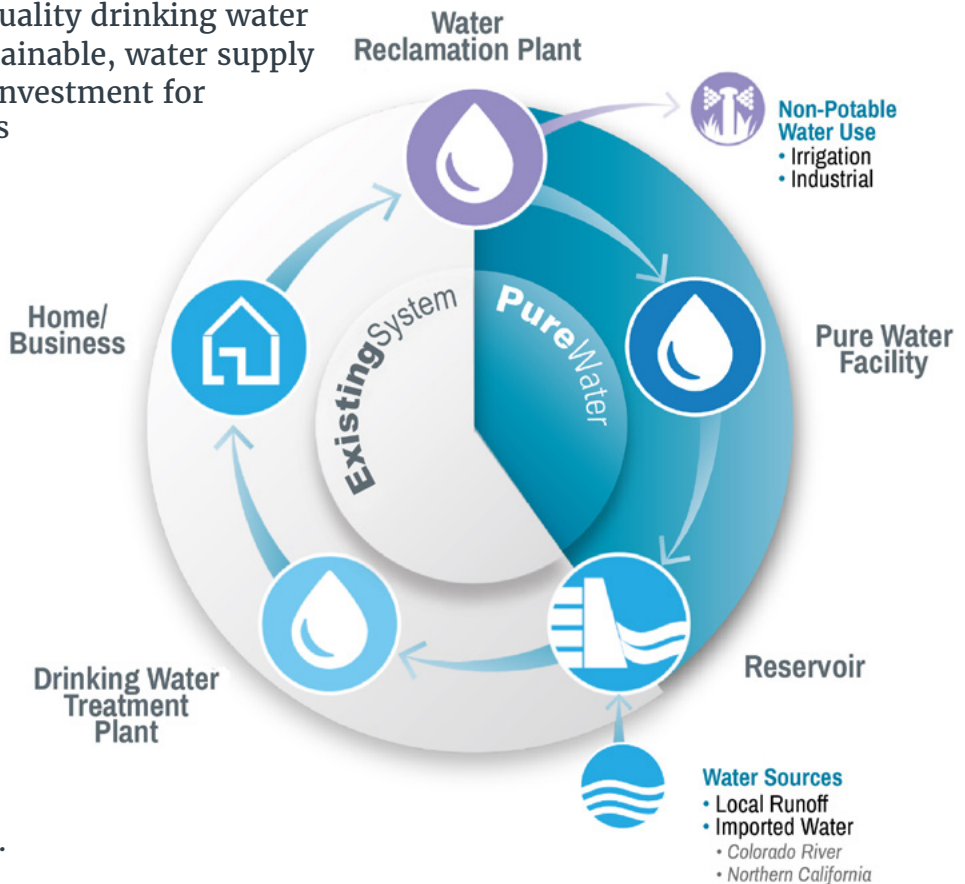 uality drinking water
ainable, water supply
nvestment for
s
Water
Reclamation Plant
Non-Potable
Water Use
• Irrigation
• Industrial
Home/
Business
ExistingSystem
PureWater
Pure Water
Facility
Drinking Water
Treatment
Plant
Reservoir
Water Sources
• Local Runoff
• Imported Water
• Colorado River
• Northern California
.